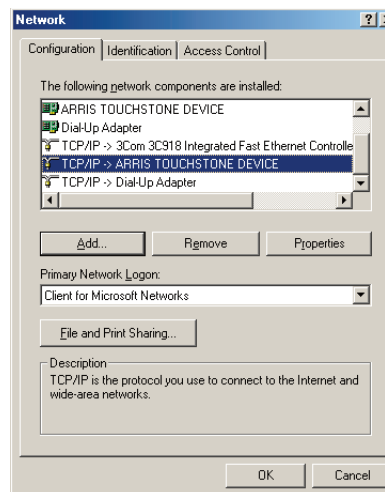 Network
Configuration Identification Access Control
The following network components are installed:
ARRIS TOUCHSTONE DEVICE
Dial-Up Adapter
TCP/IP -> 3Com 3C918 Integrated Fast Ethernet Controlle
TCP/IP -> ARRIS TOUCHSTONE DEVICE
TCP/IP -> Dial-Up Adapter
Add... Remove Properties
Primary Network Logon:
Client for Microsoft Networks
File and Print Sharing...
Description
TCP/IP is the protocol you use to connect to the Internet and
wide-area networks.
OK Cancel